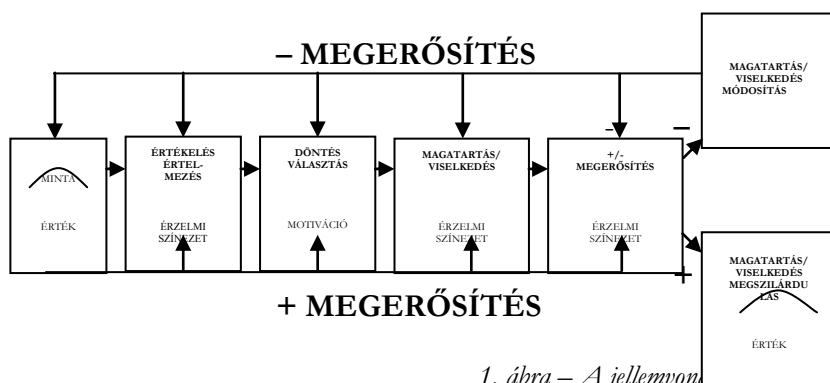 – MEGERŐSÍTÉS
MAGATARTÁS/
VISELKEDÉS
MÓDOSÍTÁS
–
–
MINTA
ÉRTÉK
ÉRTÉKELÉS
ÉRTEL-
MEZÉS
ÉRZELMI
SZÍNEZET
DÖNTÉS
VÁLASZTÁS
MOTIVÁCIÓ
MAGATARTÁS/
VISELKEDÉS
ÉRZELMI
SZÍNEZET
+/-
MEGERŐSÍTÉS
ÉRZELMI
SZÍNEZET
+
MAGATARTÁS/
VISELKEDÉS
MEGSZILÁRDU
LÁS
ÉRTÉK
+ MEGERŐSÍTÉS
1. ábra – A